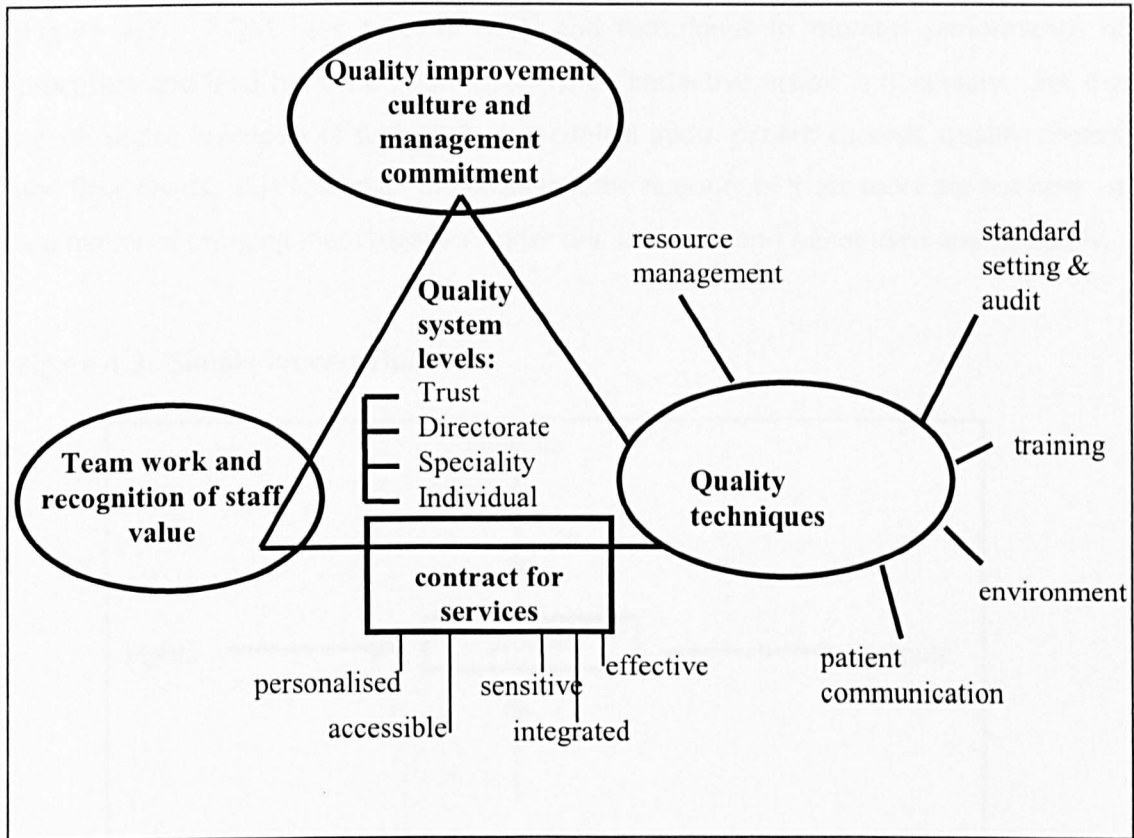 Quality improvement
culture and
management
commitment
resource
management
standard
setting &
audit
Quality
system
levels:
Trust
Directorate
Speciality
Individual
Team work and
recognition of staff
value
Quality
techniques
training
environment
patient
communication
contract for
services
personalised
accessible
sensitive
integrated
effective